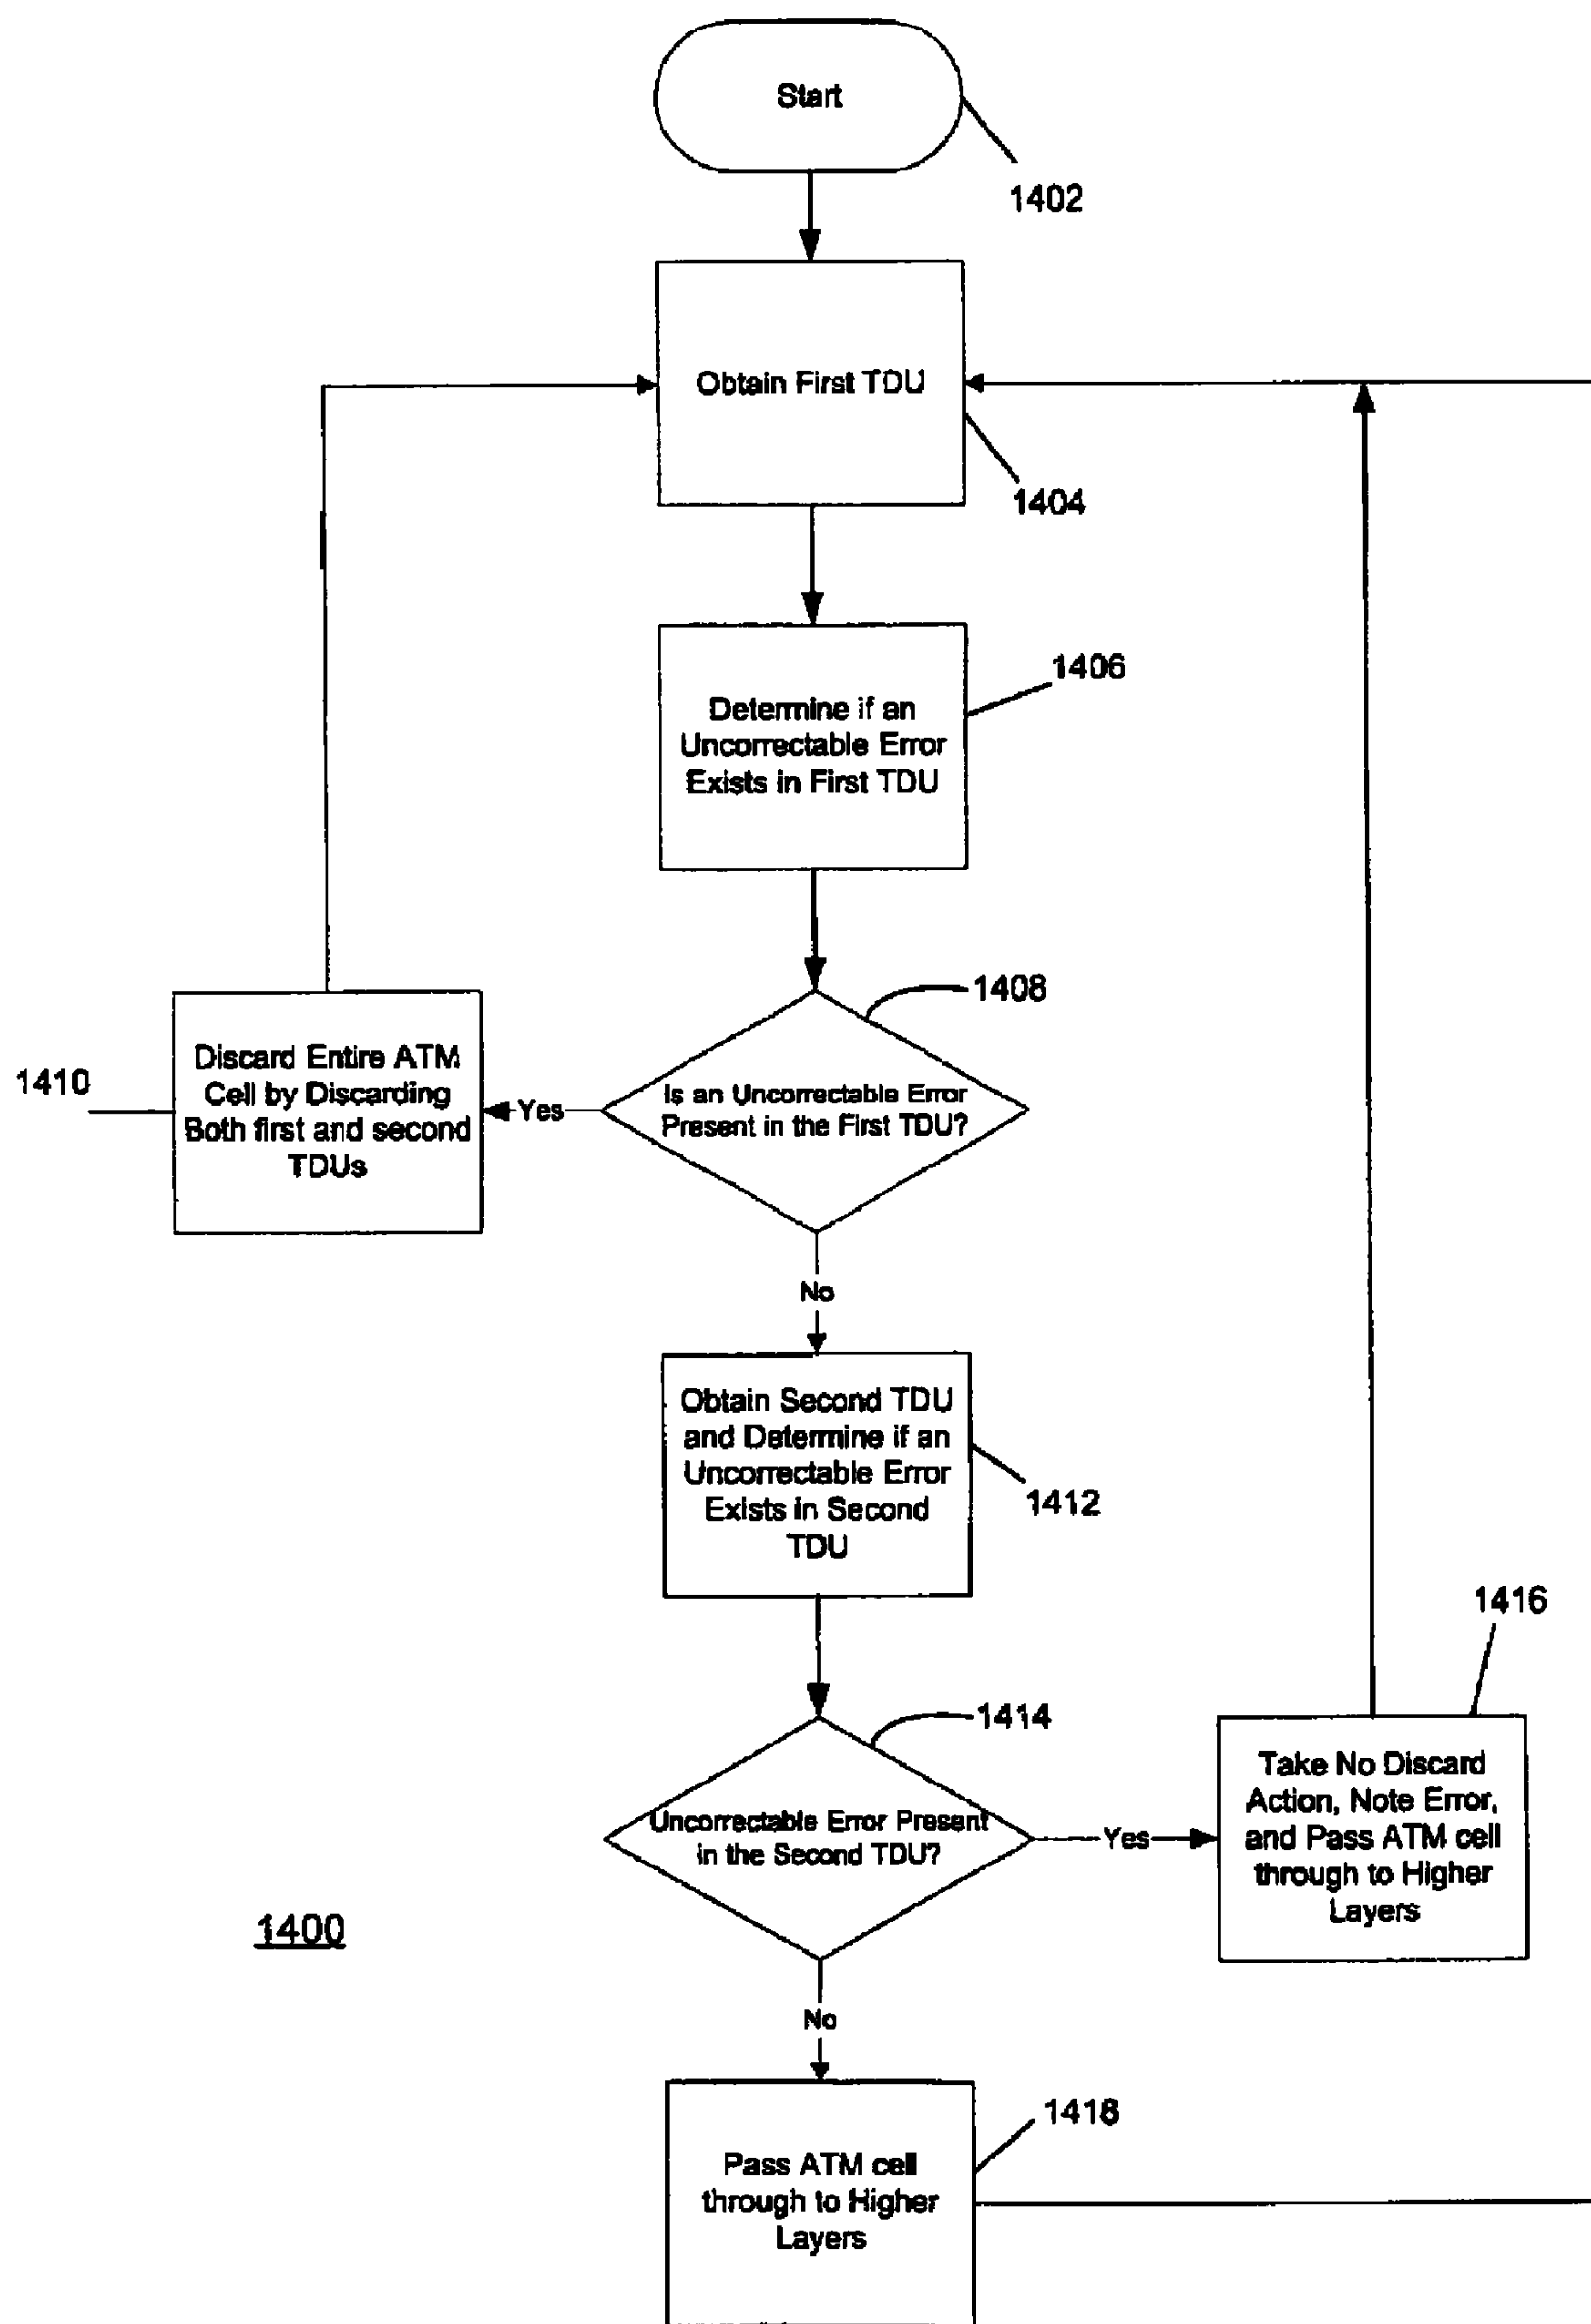 Start
1402
Obtain First TDU
1404
Determine if an
Uncorrectable Error
Exists in First TDU
1406
1408
Is an Uncorrectable Error
Present in the First TDU?
Yes
Discard Entire ATM
Cell by Discarding
Both first and second
TDUs
1410
No
Obtain Second TDU
and Determine if an
Uncorrectable Error
Exists in Second
TDU
1412
1414
Uncorrectable Error Present
in the Second TDU?
Yes
1416
Take No Discard
Action, Note Error,
and Pass ATM cell
through to Higher
Layers
1400
No
1418
Pass ATM cell
through to Higher
Layers